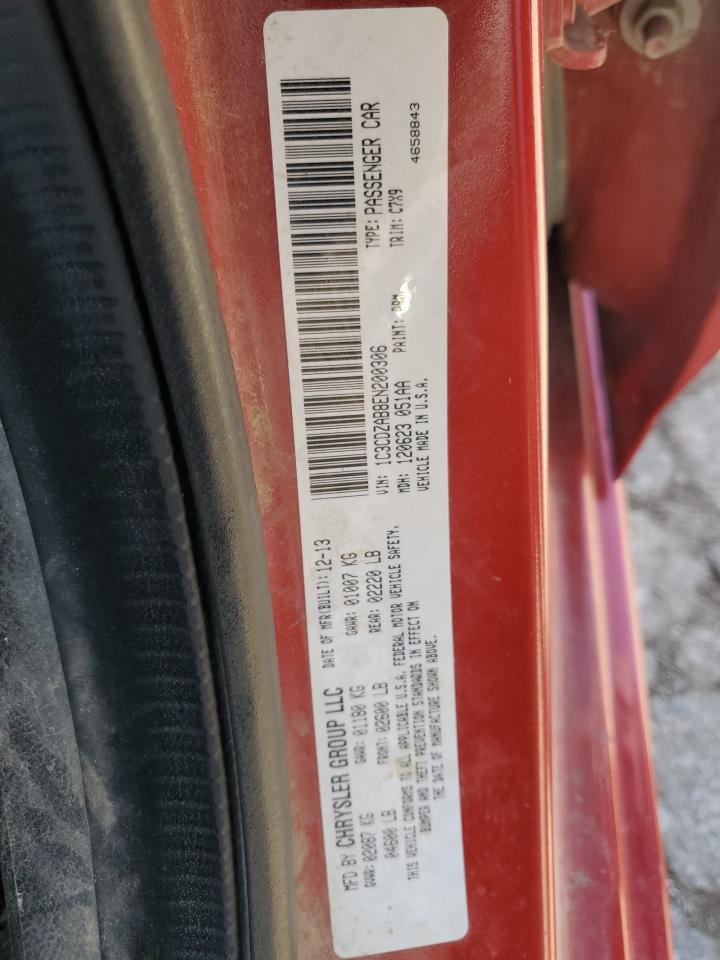 MFD BY CHRYSLER GROUP LLC DATE OF MFR(BUILT): 12-13
GVWR: 02087 KG GAWR: 01180 KG GAWR: 01007 KG
04600 LB FRONT: 02600 LB REAR: 02220 LB
THIS VEHICLE CONFORMS TO ALL APPLICABLE U.S.A. FEDERAL MOTOR VEHICLE SAFETY,
BUMPER AND THEFT PREVENTION STANDARDS IN EFFECT ON
THE DATE OF MANUFACTURE SHOWN ABOVE.
VIN: 1C3CDZAB8EN200306 TYPE: PASSENGER CAR
MDH: 120623 051AA PAINT: TRIM: C7X9
VEHICLE MADE IN U.S.A. 4658843